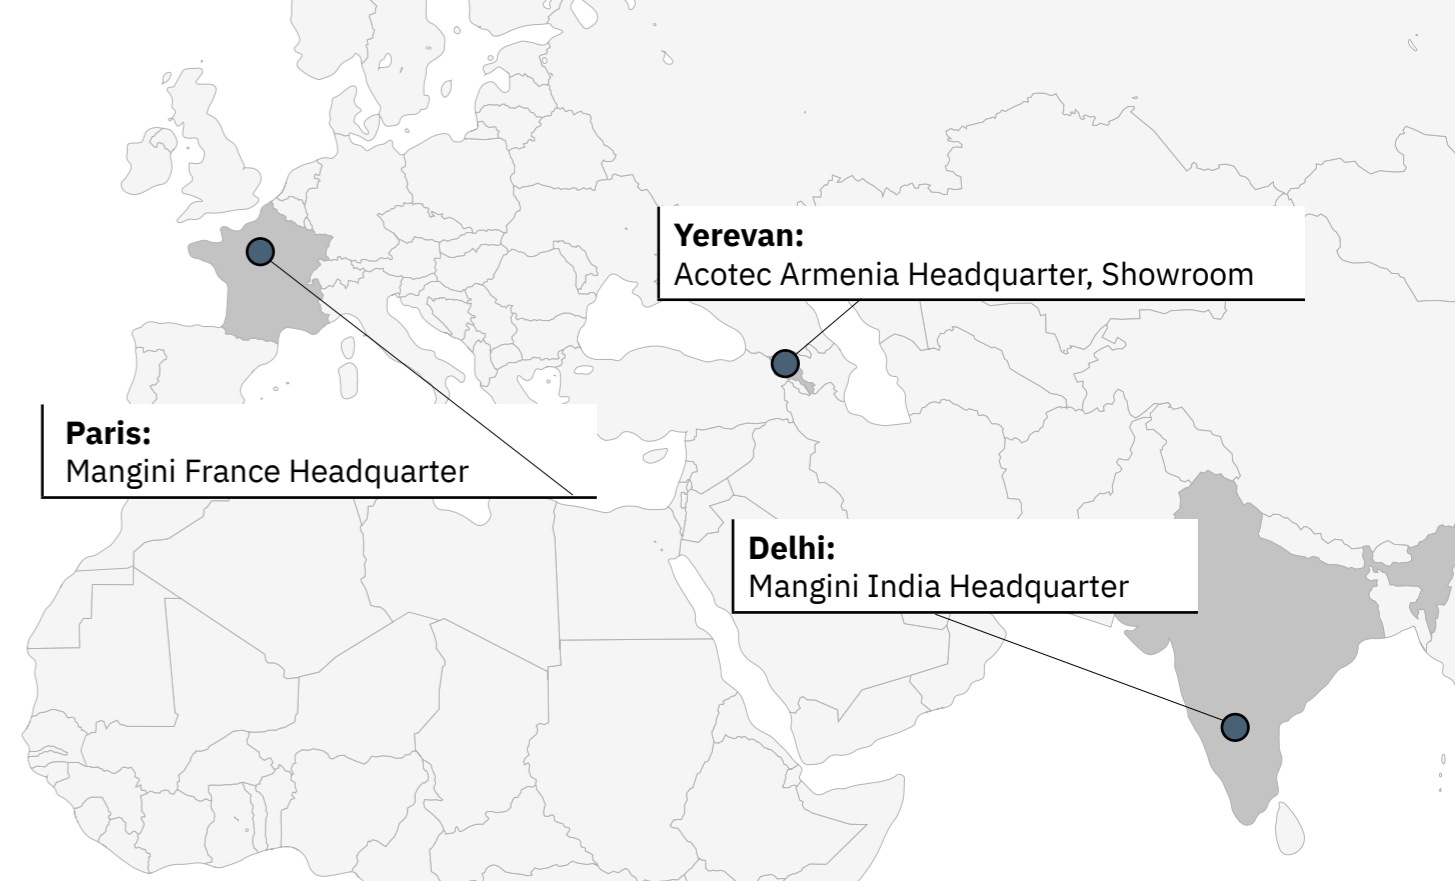 Yerevan:
Acotec Armenia Headquarter, Showroom
Paris:
Mangini France Headquarter
Delhi:
Mangini India Headquarter